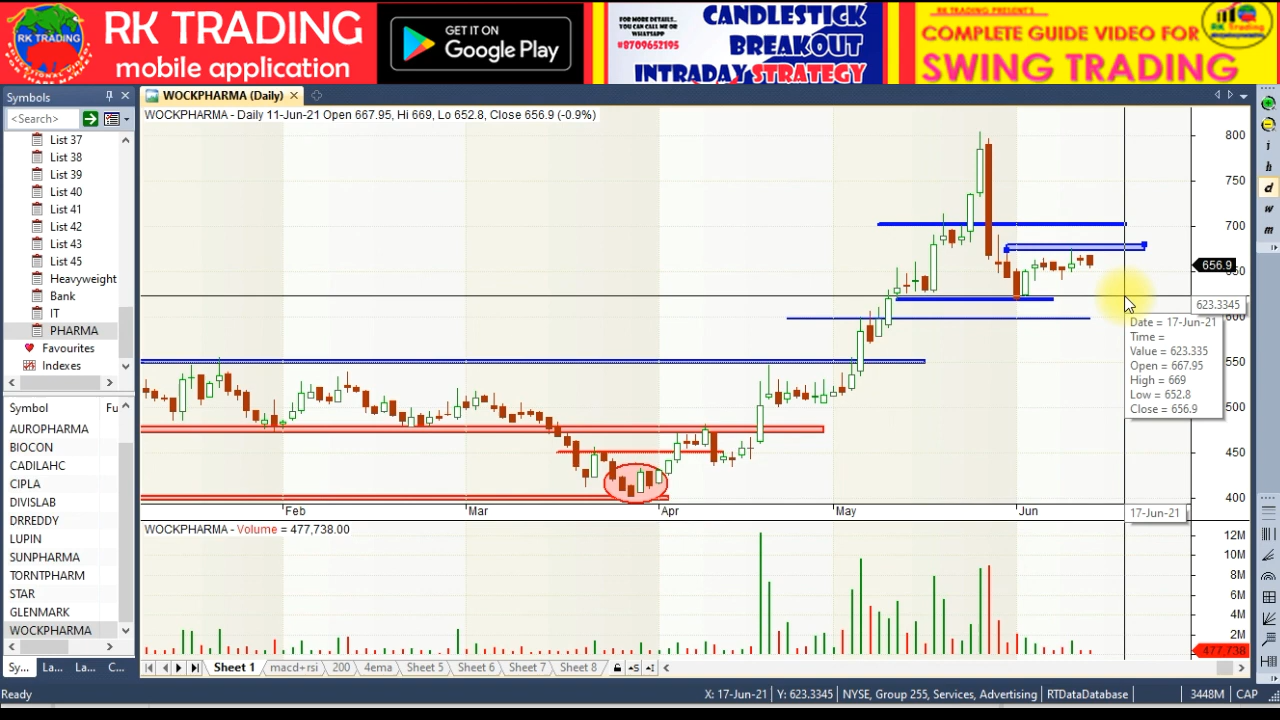 RK TRADING
mobile application
GET IT ON
Google Play
FOR MORE DETAILS..
YOU CAN CALL ME OR
WHATSAPP
#8709652195
CANDLESTICK
BREAKOUT
INTRADAY STRATEGY
RK TRADING PRESENT'S
COMPLETE GUIDE VIDEO FOR
SWING TRADING
Symbols
WOCKPHARMA (Daily)
<Search>
WOCKPHARMA - Daily 11-Jun-21 Open 667.95, Hi 669, Lo 652.8, Close 656.9 (-0.9%)
List 37
List 38
List 39
List 40
List 41
List 42
List 43
List 45
Heavyweight
Bank
IT
PHARMA
Favourites
Indexes
Symbol Fu
AUROPHARMA
BIOCON
CADILAHC
CIPLA
DIVISLAB
DRREDDY
LUPIN
SUNPHARMA
TORNTPHARM
STAR
GLENMARK
WOCKPHARMA
800
750
700
650
656.9
623.3345
600
550
500
450
400
Date = 17-Jun-21
Time =
Value = 623.335
Open = 667.95
High = 669
Low = 652.8
Close = 656.9
Feb Mar Apr May Jun 17-Jun-21
WOCKPHARMA - Volume = 477,738.00
12M
10M
8M
6M
4M
2M
477,738
i
h
d
w
m
Sy... La... La... C...
Sheet 1 macd+rsi 200 4ema Sheet 5 Sheet 6 Sheet 7 Sheet 8
Ready X: 17-Jun-21 Y: 623.3345 NYSE, Group 255, Services, Advertising RTDataDatabase 3448M CAP